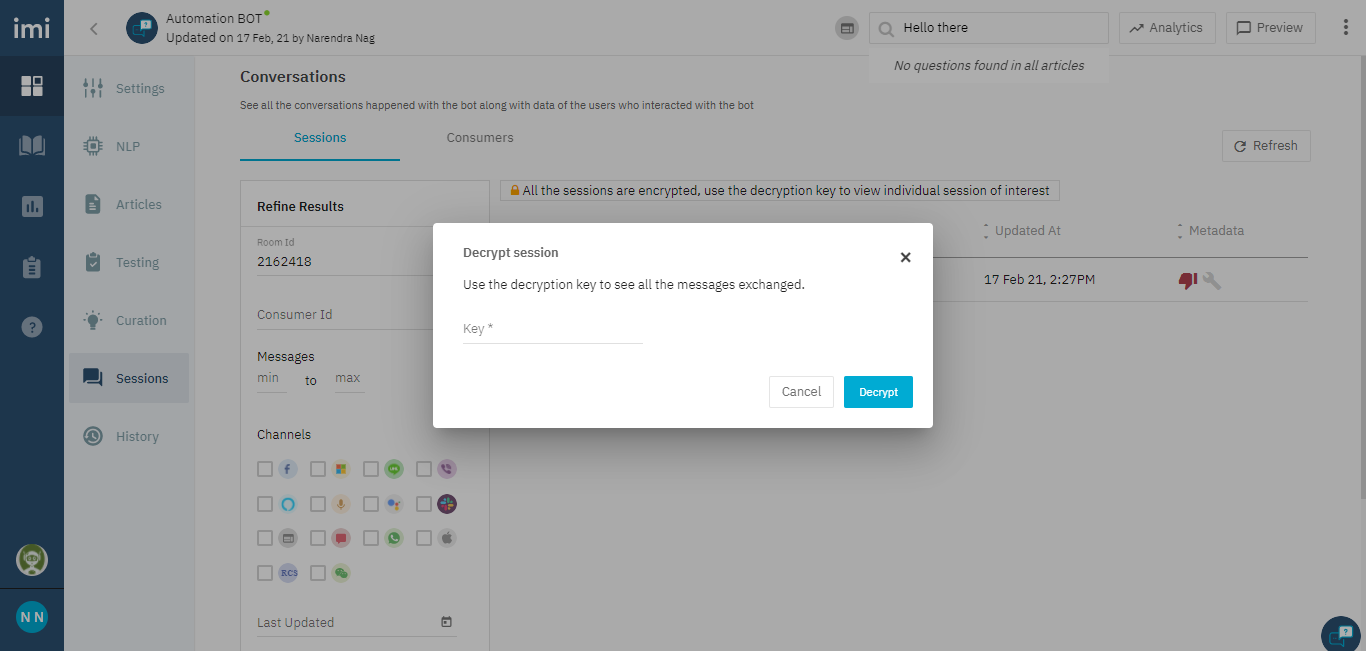 imi
Automation BOT
Updated on 17 Feb, 21 by Narendra Nag
Hello there
Analytics
Preview
No questions found in all articles
Settings
NLP
Articles
Testing
Curation
Sessions
History
N N
Conversations
See all the conversations happened with the bot along with data of the users who interacted with the bot
Sessions
Consumers
Refresh
Refine Results
All the sessions are encrypted, use the decryption key to view individual session of interest
Room Id
2162418
Updated At
Metadata
17 Feb 21, 2:27PM
Consumer Id
Messages
min to max
Channels
RCS
Last Updated
Decrypt session
Use the decryption key to see all the messages exchanged.
Key *
Cancel
Decrypt